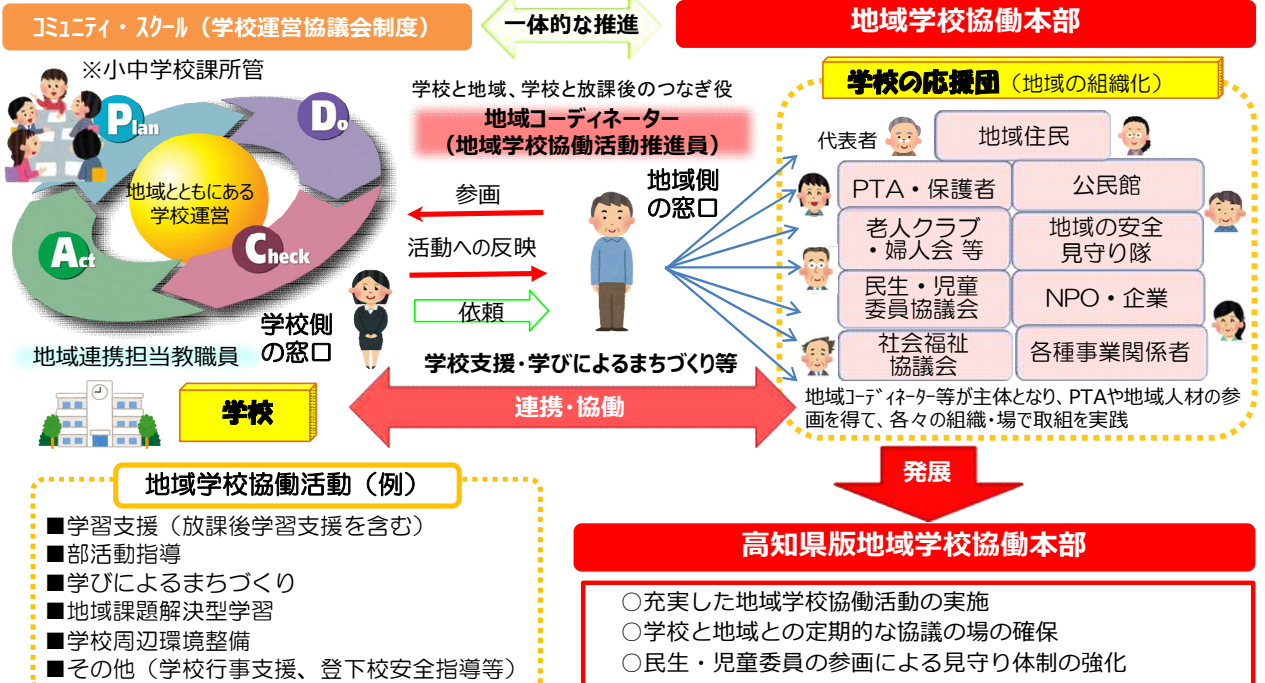 コミュニティ・スクール（学校運営協議会制度）
一体的な推進
地域学校協働本部
※小中学校課所管
Plan
Do
Check
Act
地域とともにある
学校運営
学校と地域、学校と放課後のつなぎ役
地域コーディネーター
（地域学校協働活動推進員）
地域側
の窓口
参画
活動への反映
依頼
学校側
の窓口
地域連携担当教職員
学校
学校支援・学びによるまちづくり等
連携・協働
学校の応援団（地域の組織化）
代表者
地域住民
PTA・保護者
公民館
老人クラブ
・婦人会 等
地域の安全
見守り隊
民生・児童
委員協議会
NPO・企業
社会福祉
協議会
各種事業関係者
地域コーディネーター等が主体となり、PTAや地域人材の参
画を得て、各々の組織・場で取組を実践
発展
地域学校協働活動（例）
■学習支援（放課後学習支援を含む）
■部活動指導
■学びによるまちづくり
■地域課題解決型学習
■学校周辺環境整備
■その他（学校行事支援、登下校安全指導等）
高知県版地域学校協働本部
○充実した地域学校協働活動の実施
○学校と地域との定期的な協議の場の確保
○民生・児童委員の参画による見守り体制の強化